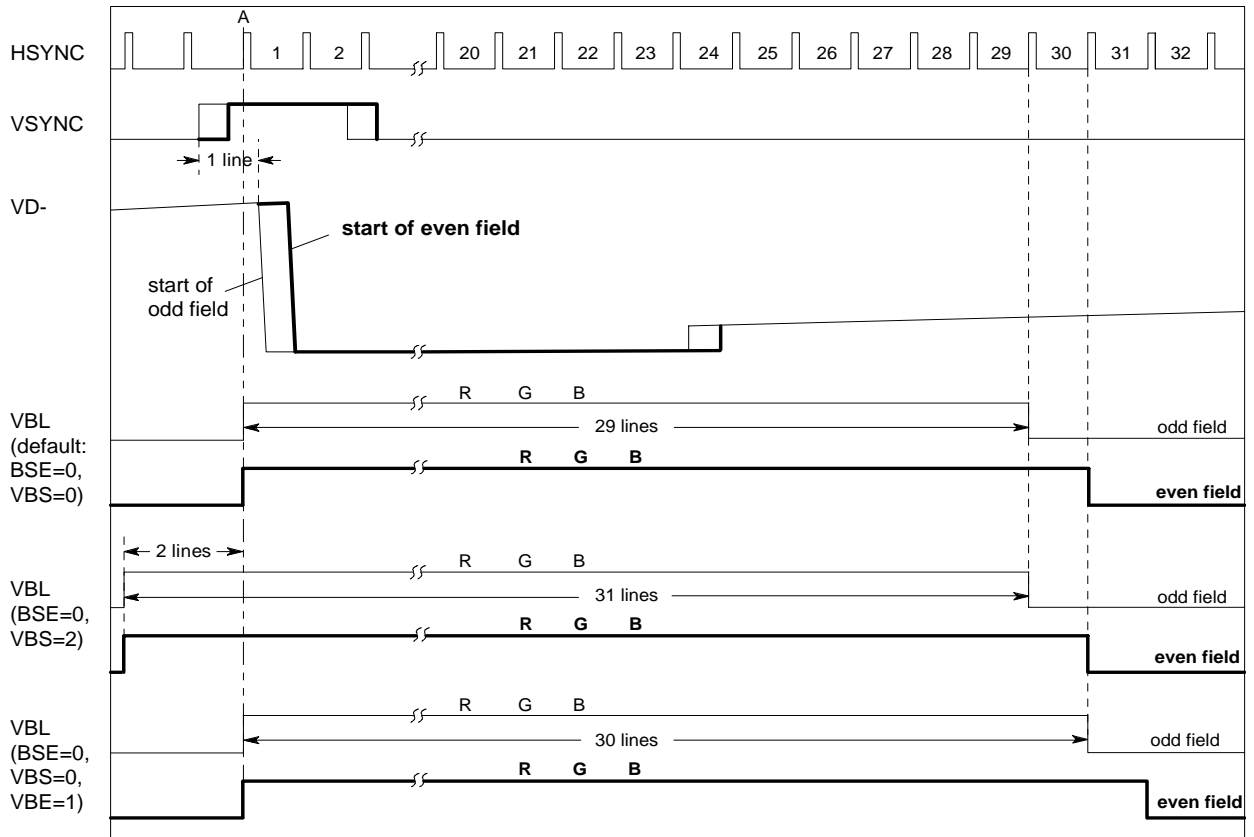 A
HSYNC 1 2 20 21 22 23 24 25 26 27 28 29 30 31 32
VSYNC
1 line
VD-
start of even field
start of
odd field
R G B
VBL
(default:
BSE=0,
VBS=0)
29 lines
odd field
R G B
even field
2 lines
R G B
VBL
(BSE=0,
VBS=2)
31 lines
odd field
R G B
even field
R G B
VBL
(BSE=0,
VBS=0,
VBE=1)
30 lines
odd field
R G B
even field